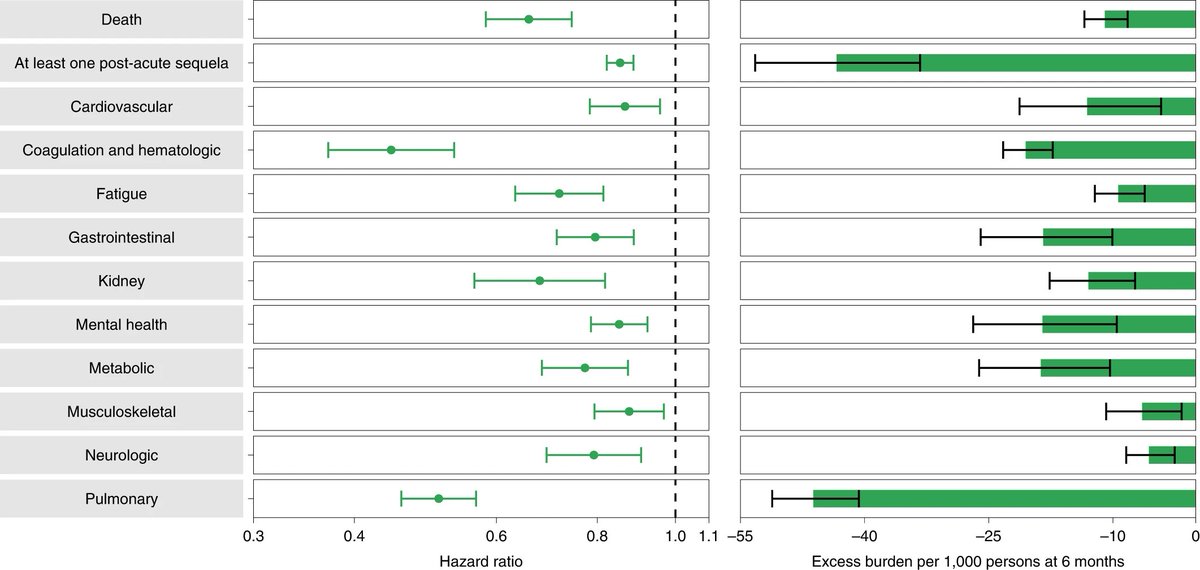 Death
At least one post-acute sequela
Cardiovascular
Coagulation and hematologic
Fatigue
Gastrointestinal
Kidney
Mental health
Metabolic
Musculoskeletal
Neurologic
Pulmonary
0.3 0.4 0.6 0.8 1.0 1.1 –55 –40 –25 –10 0
Hazard ratio Excess burden per 1,000 persons at 6 months